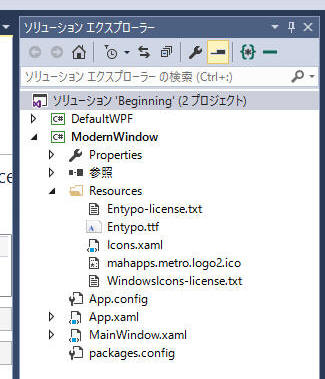 ソリューション エクスプローラー
ソリューション エクスプローラー の検索 (Ctrl+;)
ソリューション 'Beginning' (2 プロジェクト)
C# DefaultWPF
C# ModernWindow
Properties
参照
Resources
Entypo-license.txt
Entypo.ttf
Icons.xaml
mahapps.metro.logo2.ico
WindowsIcons-license.txt
App.config
App.xaml
MainWindow.xaml
packages.config